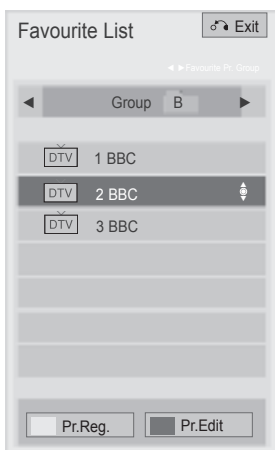 Favourite List
Exit
◄ ►Favourite Pr. Group
◄ Group B ►
DTV 1 BBC
DTV 2 BBC
DTV 3 BBC
Pr.Reg. Pr.Edit